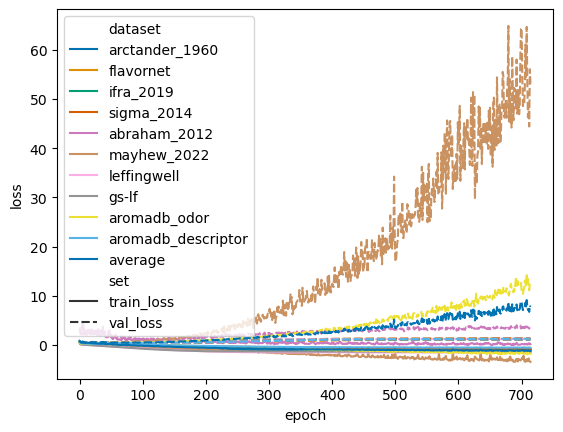 60
50
40
30
20
10
0
loss
0 100 200 300 400 500 600 700
epoch
dataset
arctander_1960
flavornet
ifra_2019
sigma_2014
abraham_2012
mayhew_2022
leffingwell
gs-lf
aromadb_odor
aromadb_descriptor
average
set
train_loss
val_loss